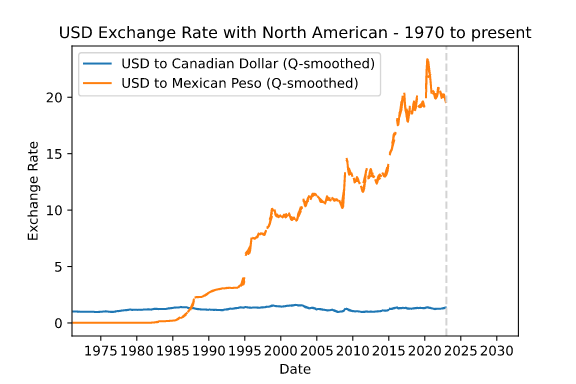 USD Exchange Rate with North American - 1970 to present
USD to Canadian Dollar (Q-smoothed)
USD to Mexican Peso (Q-smoothed)
20
15
10
5
0
Exchange Rate
1975 1980 1985 1990 1995 2000 2005 2010 2015 2020 2025 2030
Date